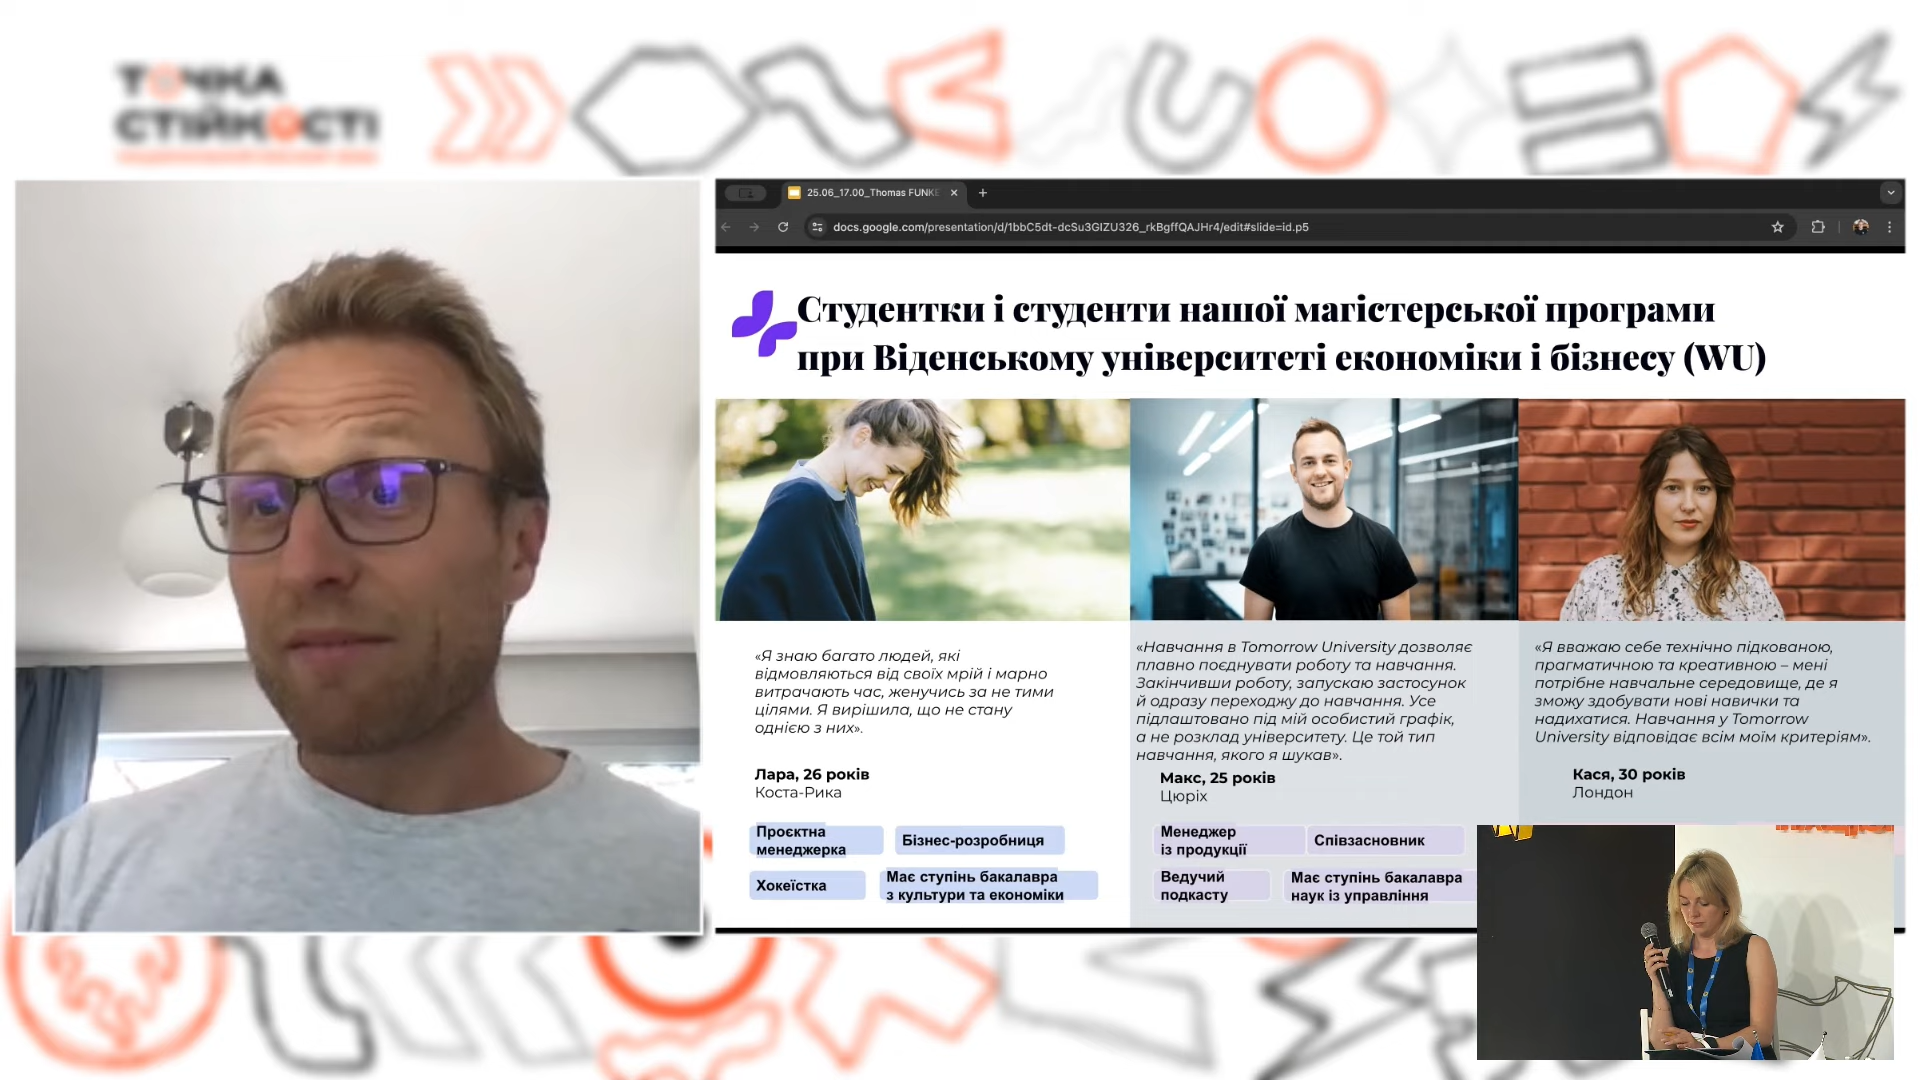 ТОЧКА
СТІЙКОСТІ
25.06_17.00_Thomas FUNKE
docs.google.com/presentation/d/1bbC5dt-dcSu3GIZU326_rkBgffQAJHr4/edit#slide=id.p5
Студентки і студенти нашої магістерської програми
при Віденському університеті економіки і бізнесу (WU)
«Я знаю багато людей, які
відмовляються від своїх мрій і марно
витрачають час, женучись за не тими
цілями. Я вирішила, що не стану
однією з них».
Лара, 26 років
Коста-Рика
Проєктна
менеджерка
Бізнес-розробниця
Хокеїстка
Має ступінь бакалавра
з культури та економіки
«Навчання в Tomorrow University дозволяє
плавно поєднувати роботу та навчання.
Закінчивши роботу, запускаю застосунок
й одразу переходжу до навчання. Усе
підлаштовано під мій особистий графік,
а не розклад університету. Це той тип
навчання, якого я шукав».
Макс, 25 років
Цюріх
Менеджер
із продукції
Співзасновник
Ведучий
подкасту
Має ступінь бакалавра
наук із управління
«Я вважаю себе технічно підкованою,
прагматичною та креативною – мені
потрібне навчальне середовище, де я
зможу здобувати нові навички та
надихатися. Навчання у Tomorrow
University відповідає всім моїм критеріям».
Кася, 30 років
Лондон